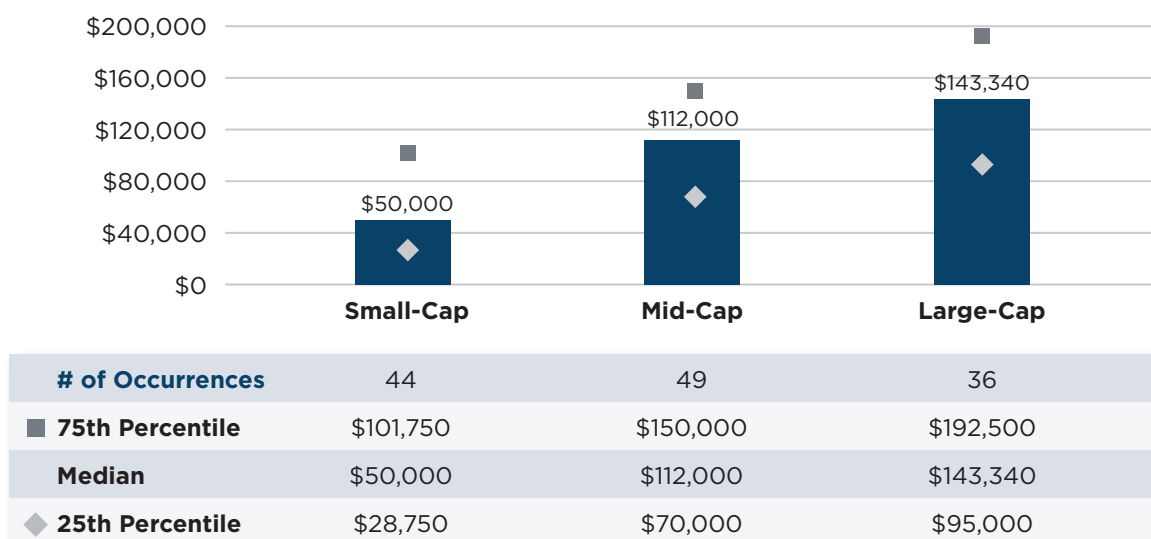 $200,000
$160,000
$143,340
$120,000
$112,000
$80,000
$50,000
$40,000
$0
Small-Cap Mid-Cap Large-Cap
# of Occurrences 44 49 36
75th Percentile $101,750 $150,000 $192,500
Median $50,000 $112,000 $143,340
25th Percentile $28,750 $70,000 $95,000